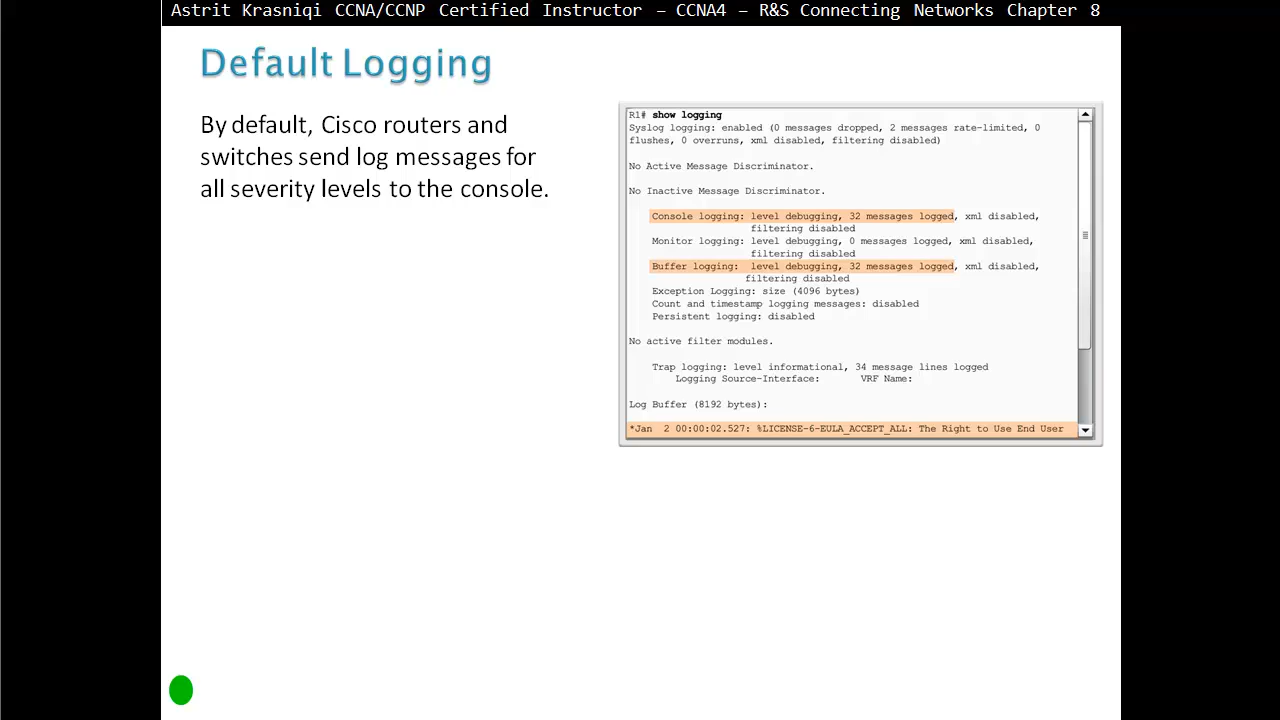 Astrit Krasniqi CCNA/CCNP Certified Instructor – CCNA4 – R&S Connecting Networks Chapter 8
Default Logging
By default, Cisco routers and
switches send log messages for
all severity levels to the console.
R1# show logging
Syslog logging: enabled (0 messages dropped, 2 messages rate-limited, 0
flushes, 0 overruns, xml disabled, filtering disabled)
No Active Message Discriminator.
No Inactive Message Discriminator.
Console logging: level debugging, 32 messages logged, xml disabled,
filtering disabled
Monitor logging: level debugging, 0 messages logged, xml disabled,
filtering disabled
Buffer logging:  level debugging, 32 messages logged, xml disabled,
filtering disabled
Exception Logging: size (4096 bytes)
Count and timestamp logging messages: disabled
Persistent logging: disabled
No active filter modules.
Trap logging: level informational, 34 message lines logged
Logging Source-Interface:       VRF Name:
Log Buffer (8192 bytes):
*Jan  2 00:00:02.527: %LICENSE-6-EULA_ACCEPT_ALL: The Right to Use End User